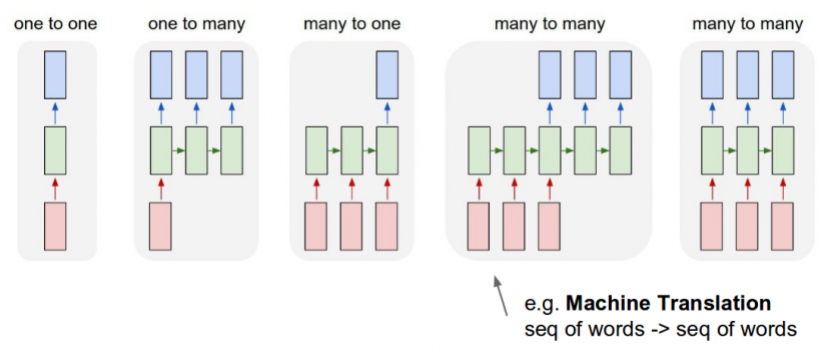 one to one
one to many
many to one
many to many
many to many
e.g. Machine Translation
seq of words -> seq of words